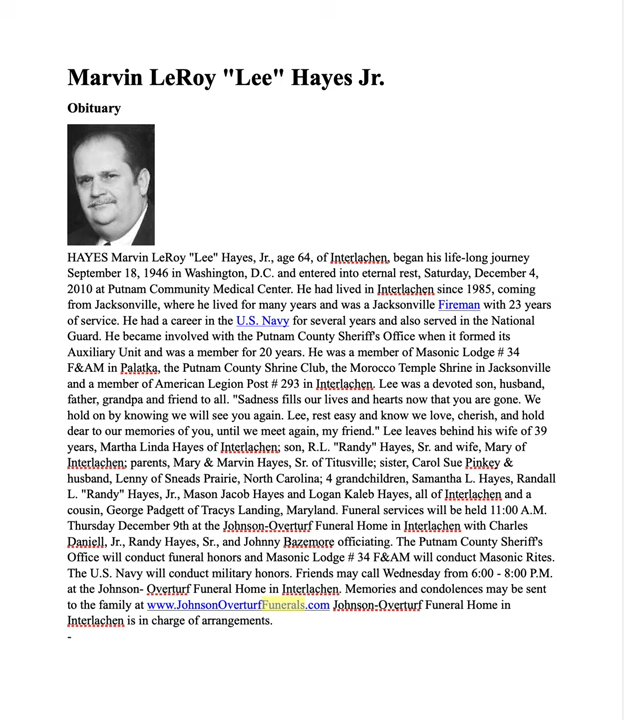 Marvin LeRoy "Lee" Hayes Jr.
Obituary
HAYES Marvin LeRoy "Lee" Hayes, Jr., age 64, of Interlachen, began his life-long journey
September 18, 1946 in Washington, D.C. and entered into eternal rest, Saturday, December 4,
2010 at Putnam Community Medical Center. He had lived in Interlachen since 1985, coming
from Jacksonville, where he lived for many years and was a Jacksonville Fireman with 23 years
of service. He had a career in the U.S. Navy for several years and also served in the National
Guard. He became involved with the Putnam County Sheriff's Office when it formed its
Auxiliary Unit and was a member for 20 years. He was a member of Masonic Lodge # 34
F&AM in Palatka, the Putnam County Shrine Club, the Morocco Temple Shrine in Jacksonville
and a member of American Legion Post # 293 in Interlachen. Lee was a devoted son, husband,
father, grandpa and friend to all. "Sadness fills our lives and hearts now that you are gone. We
hold on by knowing we will see you again. Lee, rest easy and know we love, cherish, and hold
dear to our memories of you, until we meet again, my friend." Lee leaves behind his wife of 39
years, Martha Linda Hayes of Interlachen; son, R.L. "Randy" Hayes, Sr. and wife, Mary of
Interlachen; parents, Mary & Marvin Hayes, Sr. of Titusville; sister, Carol Sue Pinkey &
husband, Lenny of Sneads Prairie, North Carolina; 4 grandchildren, Samantha L. Hayes, Randall
L. "Randy" Hayes, Jr., Mason Jacob Hayes and Logan Kaleb Hayes, all of Interlachen and a
cousin, George Padgett of Tracys Landing, Maryland. Funeral services will be held 11:00 A.M.
Thursday December 9th at the Johnson-Overturf Funeral Home in Interlachen with Charles
Daniell, Jr., Randy Hayes, Sr., and Johnny Bazemore officiating. The Putnam County Sheriff's
Office will conduct funeral honors and Masonic Lodge # 34 F&AM will conduct Masonic Rites.
The U.S. Navy will conduct military honors. Friends may call Wednesday from 6:00 - 8:00 P.M.
at the Johnson- Overturf Funeral Home in Interlachen. Memories and condolences may be sent
to the family at www.JohnsonOverturfFunerals.com Johnson-Overturf Funeral Home in
Interlachen is in charge of arrangements.
-